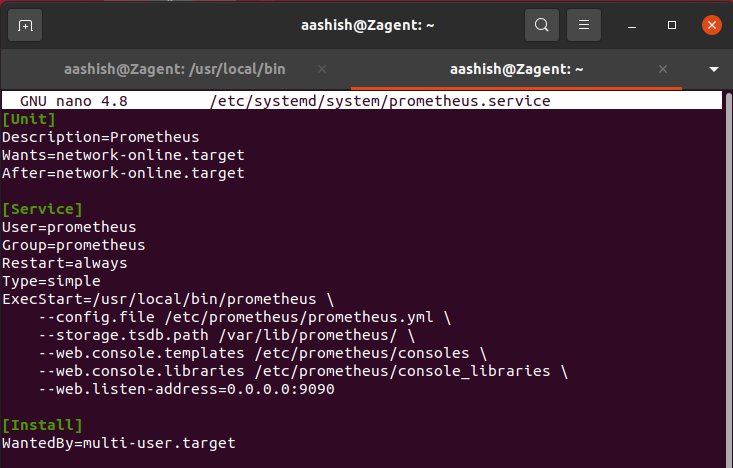 aashish@Zagent: ~
aashish@Zagent: /usr/local/bin
aashish@Zagent: ~
GNU nano 4.8 /etc/systemd/system/prometheus.service
[Unit]
Description=Prometheus
Wants=network-online.target
After=network-online.target
[Service]
User=prometheus
Group=prometheus
Restart=always
Type=simple
ExecStart=/usr/local/bin/prometheus \
    --config.file /etc/prometheus/prometheus.yml \
    --storage.tsdb.path /var/lib/prometheus/ \
    --web.console.templates /etc/prometheus/consoles \
    --web.console.libraries /etc/prometheus/console_libraries \
    --web.listen-address=0.0.0.0:9090
[Install]
WantedBy=multi-user.target